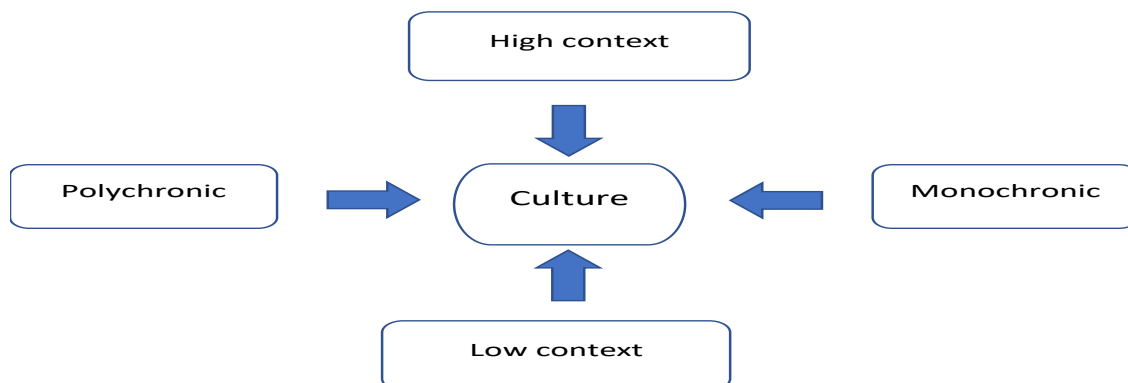 High context
Polychronic
Culture
Monochronic
Low context